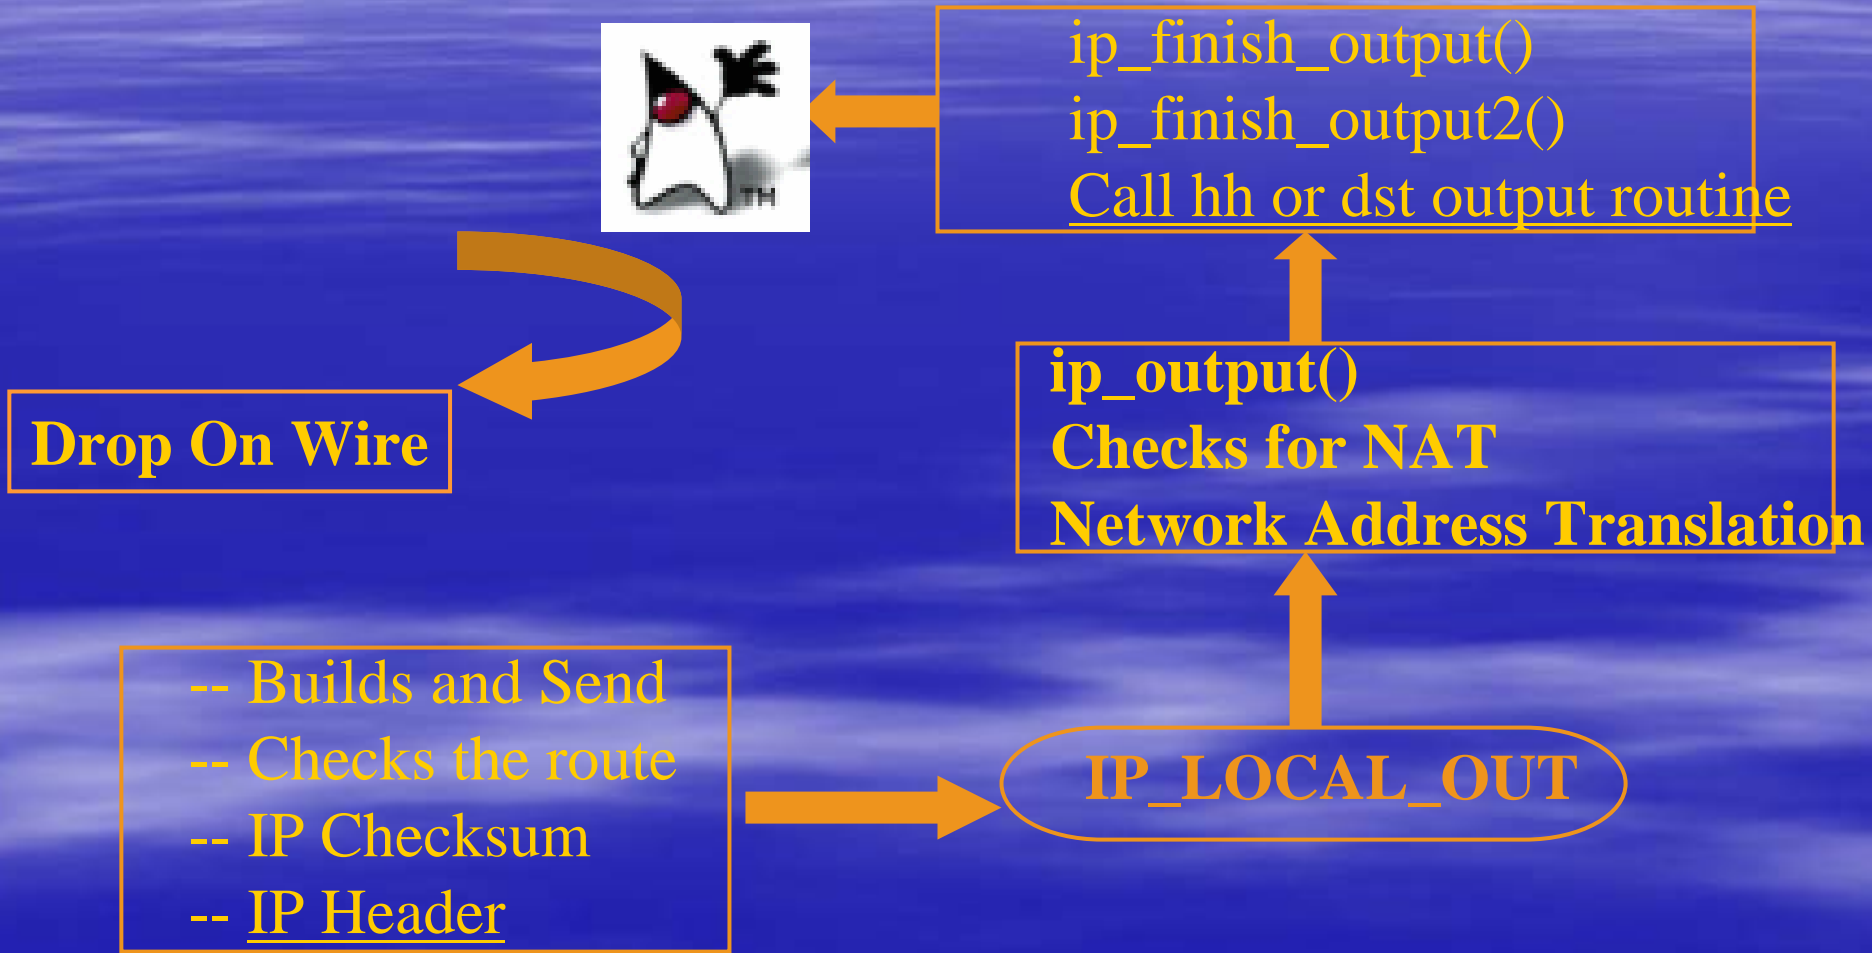 ip_finish_output()
ip_finish_output2()
Call hh or dst output routine
TH
ip_output()
Checks for NAT
Network Address Translation
Drop On Wire
-- Builds and Send
-- Checks the route
-- IP Checksum
-- IP Header
IP_LOCAL_OUT